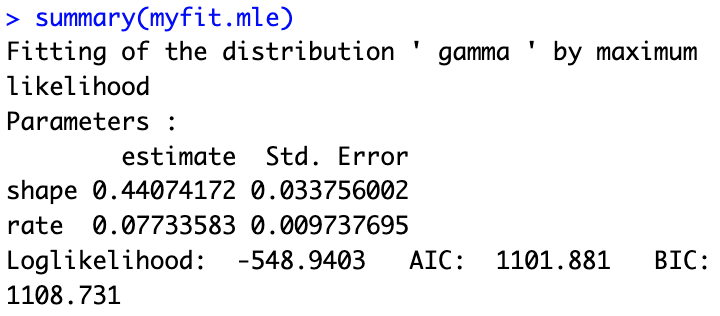 > summary(myfit.mle)
Fitting of the distribution ' gamma ' by maximum
likelihood
Parameters :
        estimate  Std. Error
shape 0.44074172 0.033756002
rate  0.07733583 0.009737695
Loglikelihood:  -548.9403   AIC:  1101.881   BIC:
1108.731